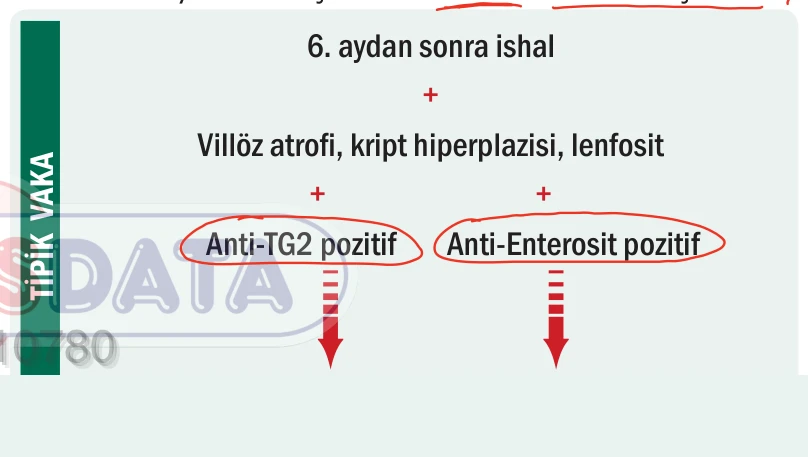 6. aydan sonra ishal
+
Villöz atrofi, kript hiperplazisi, lenfosit
+ +
Anti-TG2 pozitif Anti-Enterosit pozitif
TİPİK VAKA
SDATA
10780